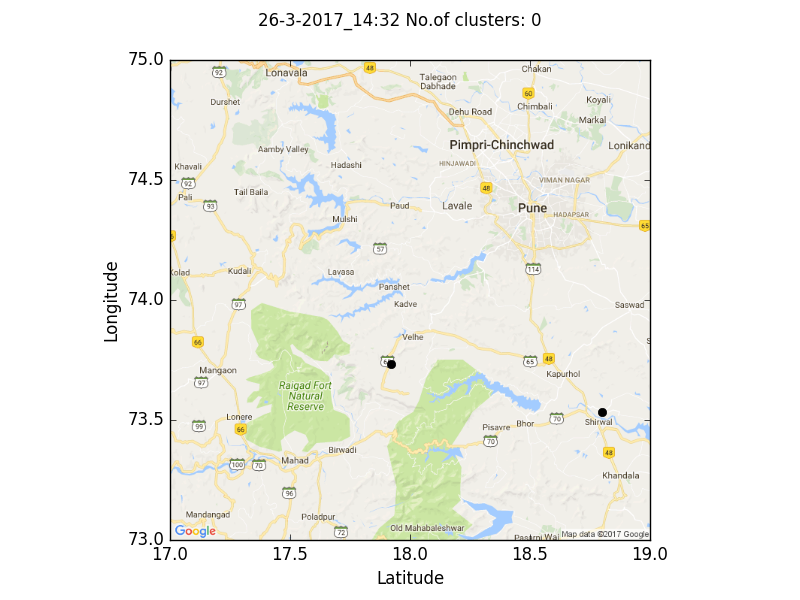 26-3-2017_14:32 No.of clusters: 0
75.0
74.5
74.0
73.5
73.0
17.0
17.5
18.0
18.5
19.0
Longitude
Latitude
92
Lonavala
48
Talegaon
Dabhade
Chakan
60
Durshet
Dehu Road
Chimbali
Koyali
Markal
Aamby Valley
Pimpri-Chinchwad
Lonikand
Khavali
Hadashi
HINJAWADI
92
Pali
Tail Baila
48
VIMAN NAGAR
93
Paud
Lavale
Pune
HADAPSAR
Mulshi
65
57
Kolad
Kudali
Lavasa
114
Panshet
97
Kadve
Saswad
66
Velhe
65
48
Mangaon
97
Kapurhol
Raigad Fort
Natural
Reserve
Lonere
66
99
Pisavre
Bhor
70
Shirwal
70
Birwadi
48
100
70
Mahad
Khandala
96
Mandangad
Poladpur
72
Old Mahabaleshwar
Google
Map data ©2017 Google